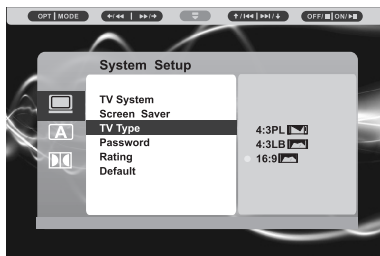 OPT MODE
OFF/ ON/
System Setup
TV System
Screen Saver
TV Type
Password
Rating
Default
A
4:3PL
4:3LB
16:9